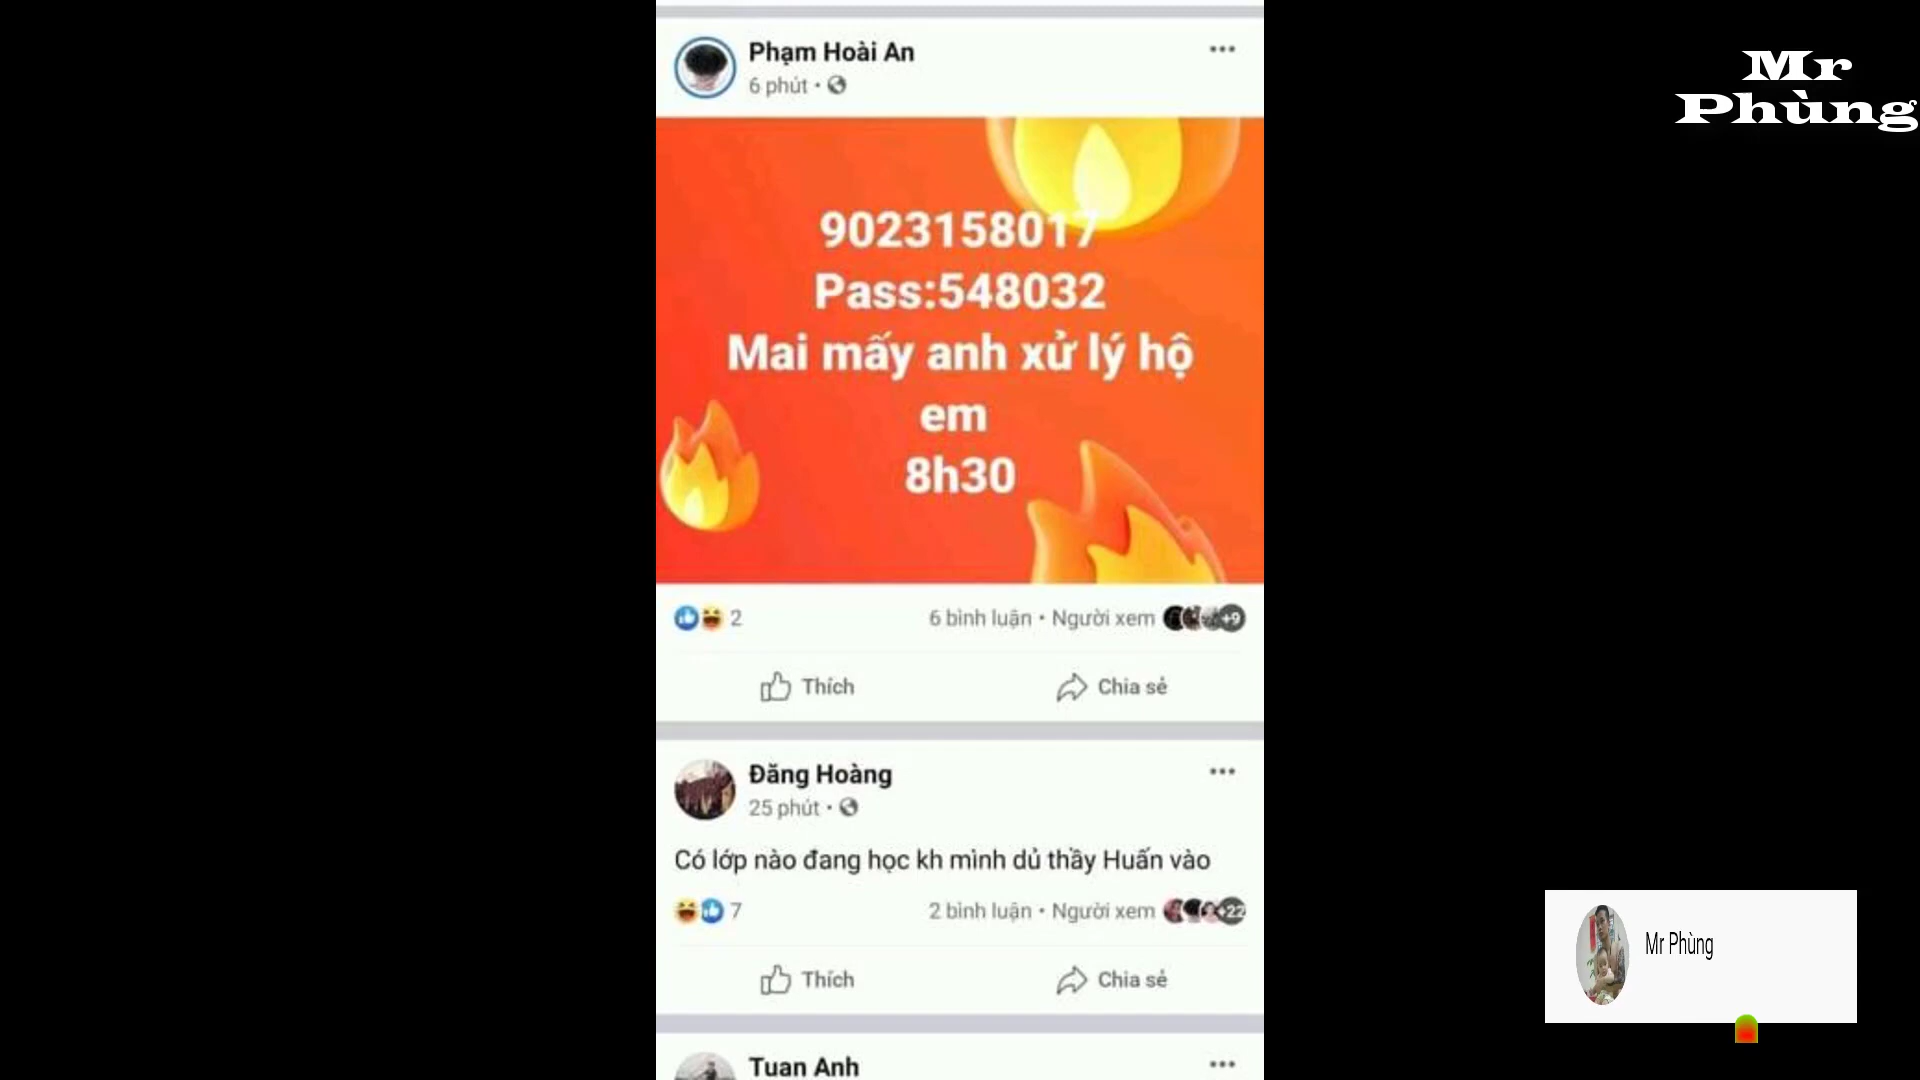 Phạm Hoài An
6 phút
9023158017
Pass:548032
Mai mấy anh xử lý hộ
em
8h30
2
6 bình luận • Người xem
+9
Thích
Chia sẻ
Đăng Hoàng
25 phút
Có lớp nào đang học kh mình dủ thầy Huấn vào
7
2 bình luận • Người xem
+22
Thích
Chia sẻ
Tuan Anh
Mr
Phùng
Mr Phùng